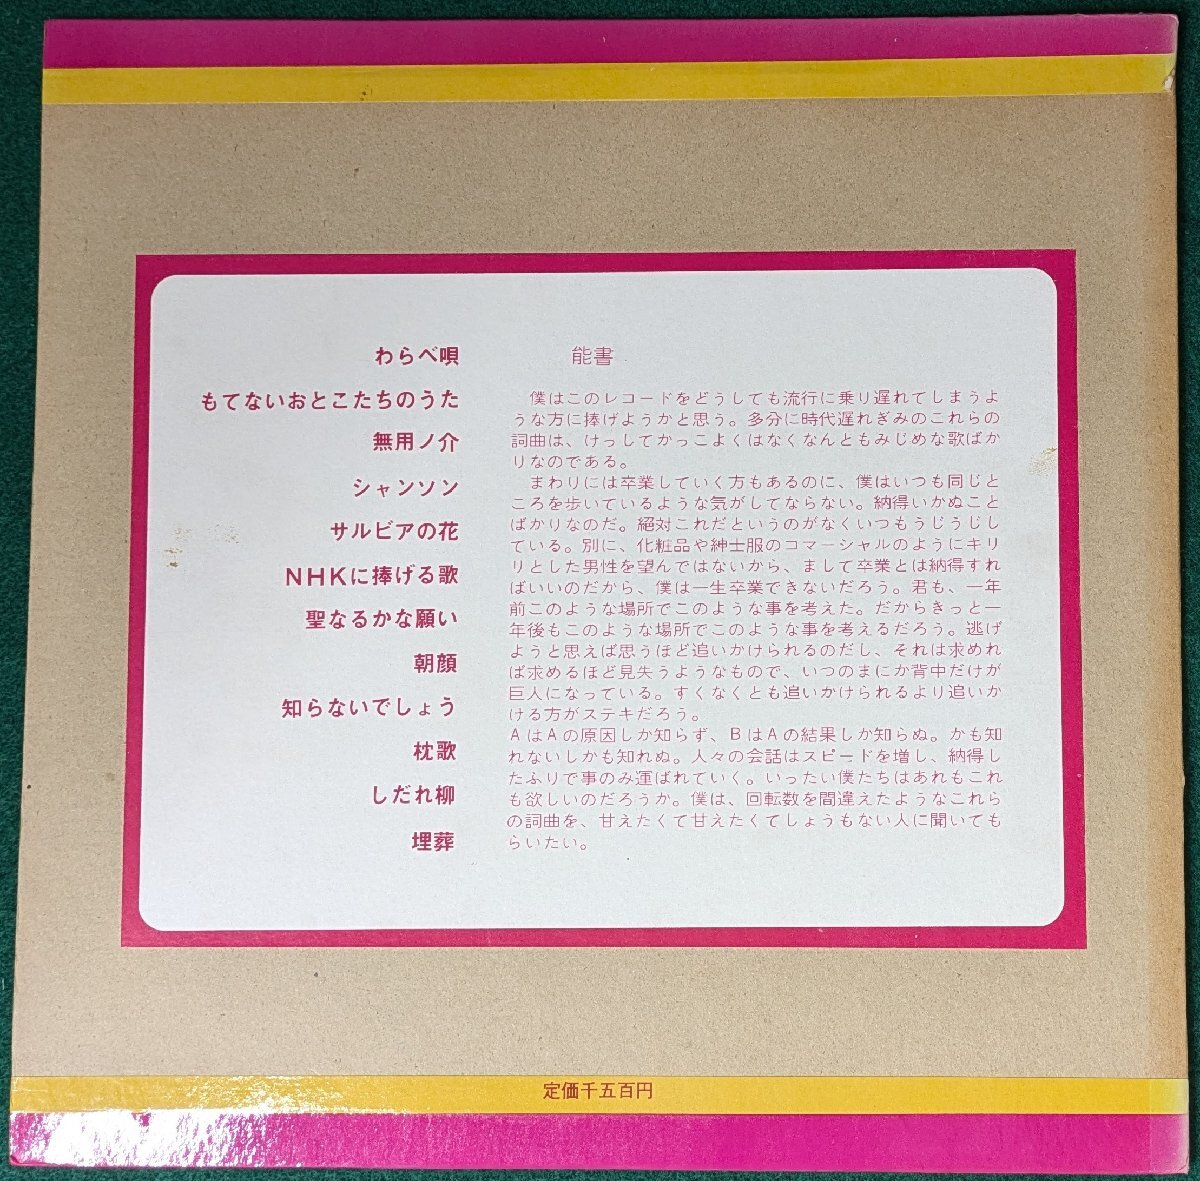 わらべ唄
もてないおとこたちのうた
無用ノ介
シャンソン
サルビアの花
NHKに捧げる歌
聖なるかな願い
朝顔
知らないでしょう
枕歌
しだれ柳
埋葬
能書
僕はこのレコードをどうしても流行に乗り遅れてしまうよ
うな方に捧げようかと思う。多分に時代遅れぎみのこれらの
詞曲は、けっしてかっこよくはなくなんともみじめな歌ばか
りなのである。
まわりには卒業していく方もあるのに、僕はいつも同じと
ころを歩いているような気がしてならない。納得いかぬこと
ばかりなのだ。絶対これだというのがなくいつもうじうじし
ている。別に、化粧品や紳士服のコマーシャルのようにキリ
リとした男性を望んではないから、まして卒業とは納得すれ
ばいいのだから、僕は一生卒業できないだろう。君も、一年
前このような場所でこのような事を考えた。だからきっと一
年後もこのような場所でこのような事を考えるだろう。逃げ
ようと思えば思うほど追いかけられるのだし、それは求めれ
ば求めるほど見失うようなもので、いつのまにか背中だけが
巨人になっている。すくなくとも追いかけられるより追いか
ける方がステキだろう。
AはAの原因しか知らず、BはAの結果しか知らぬ。かも知
れないしかも知れぬ。人々の会話はスピードを増し、納得し
たふりで事のみ運ばれていく。いったい僕たちはあれもこれ
も欲しいのだろうか。僕は、回転数を間違えたようなこれら
の詞曲を、甘えたくて甘えたくてしょうもない人に聞いても
らいたい。
定価千五百円